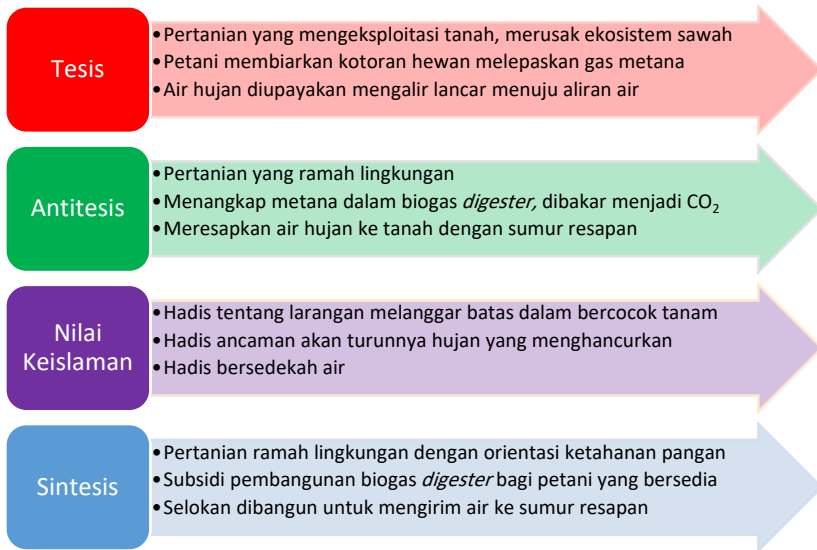 Tesis
•Pertanian yang mengeksploitasi tanah, merusak ekosistem sawah
•Petani membiarkan kotoran hewan melepaskan gas metana
•Air hujan diupayakan mengalir lancar menuju aliran air
Antitesis
•Pertanian yang ramah lingkungan
•Menangkap metana dalam biogas digester, dibakar menjadi CO₂
•Meresapkan air hujan ke tanah dengan sumur resapan
Nilai
Keislaman
•Hadis tentang larangan melanggar batas dalam bercocok tanam
•Hadis ancaman akan turunnya hujan yang menghancurkan
•Hadis bersedekah air
Sintesis
•Pertanian ramah lingkungan dengan orientasi ketahanan pangan
•Subsidi pembangunan biogas digester bagi petani yang bersedia
•Selokan dibangun untuk mengirim air ke sumur resapan